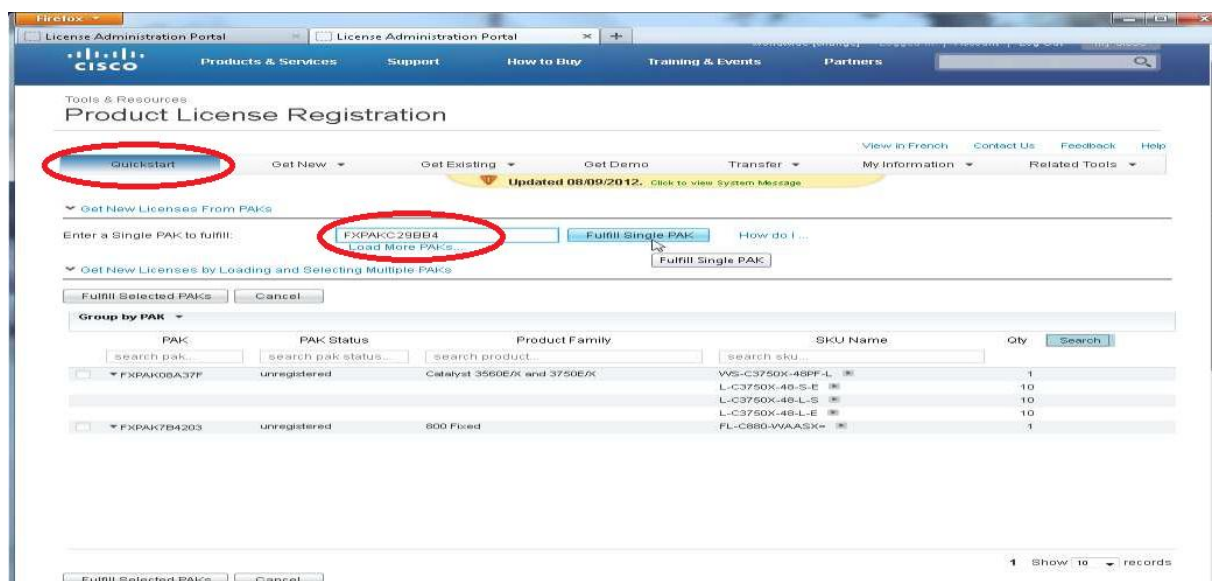 Firefox
License Administration Portal × License Administration Portal × +
CISCO
Products & Services Support How to Buy Training & Events Partners
Tools & Resources
Product License Registration
View in French Contact Us Feedback Help
Quickstart Get New Get Existing Get Demo Transfer My Information Related Tools
Updated 08/09/2012. Click to view System Message
Get New Licenses From PAKs
Enter a Single PAK to fulfill: FXPAKC29BB4 Fulfill Single PAK How do I ...
Load More PAKs...
Fulfill Single PAK
Get New Licenses by Loading and Selecting Multiple PAKs
Fulfill Selected PAKs Cancel
Group by PAK
PAK PAK Status Product Family SKU Name Qty Search
search pak... search pak status... search product... search sku...
FXPAK08A37F unregistered Catalyst 3560E/X and 3750E/X WS-C3750X-48PF-L 1
L-C3750X-48-S-E 10
L-C3750X-48-L-S 10
L-C3750X-48-L-E 10
FXPAK7B4203 unregistered 800 Fixed FL-C880-WAASX= 1
1 Show 10 records
Fulfill Selected PAKs Cancel